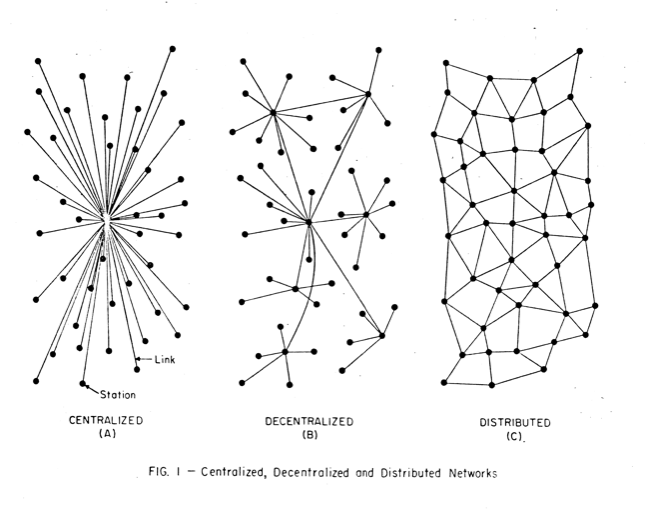 Link
Station
CENTRALIZED
(A)
DECENTRALIZED
(B)
DISTRIBUTED
(C)
FIG. I — Centralized, Decentralized and Distributed Networks